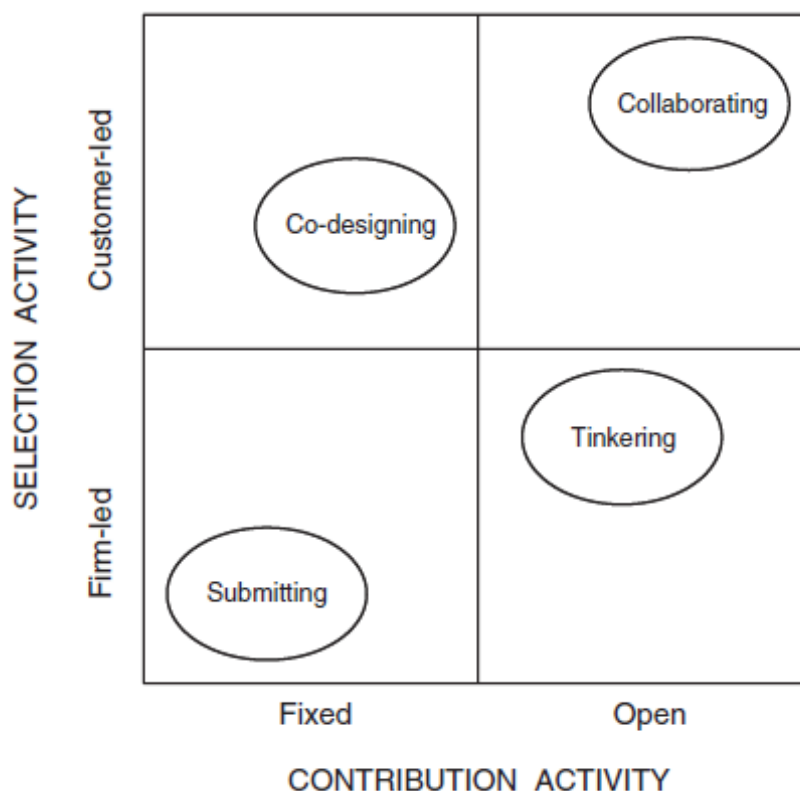 SELECTION ACTIVITY
Customer-led
Firm-led
Collaborating
Co-designing
Tinkering
Submitting
Fixed
Open
CONTRIBUTION ACTIVITY